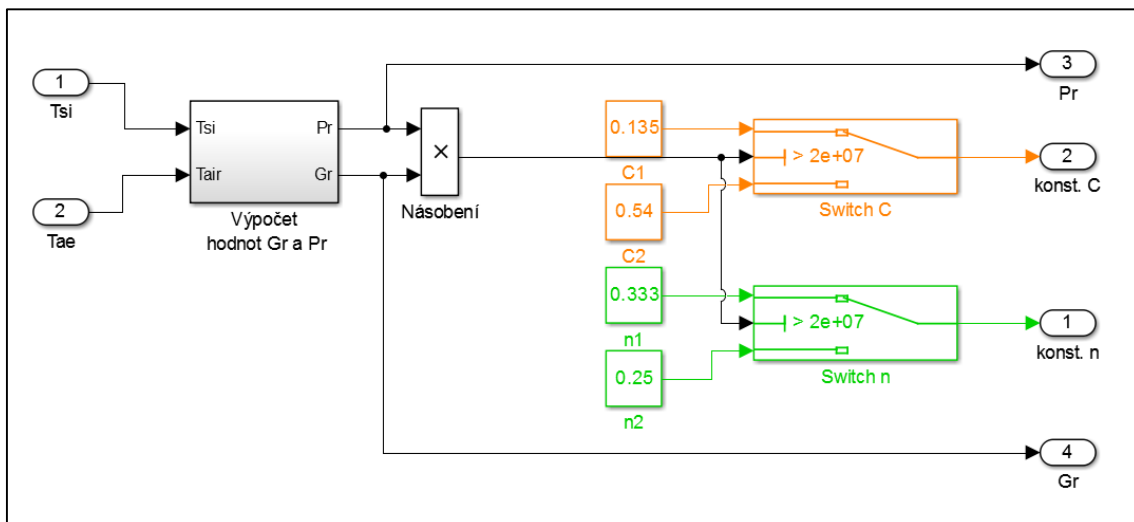 1
Tsi
2
Tae
Tsi
Tair
Pr
Gr
Výpočet
hodnot Gr a Pr
×
Násobení
0.135
C1
0.54
C2
> 2e+07
Switch C
0.333
n1
0.25
n2
> 2e+07
Switch n
3
Pr
2
konst. C
1
konst. n
4
Gr